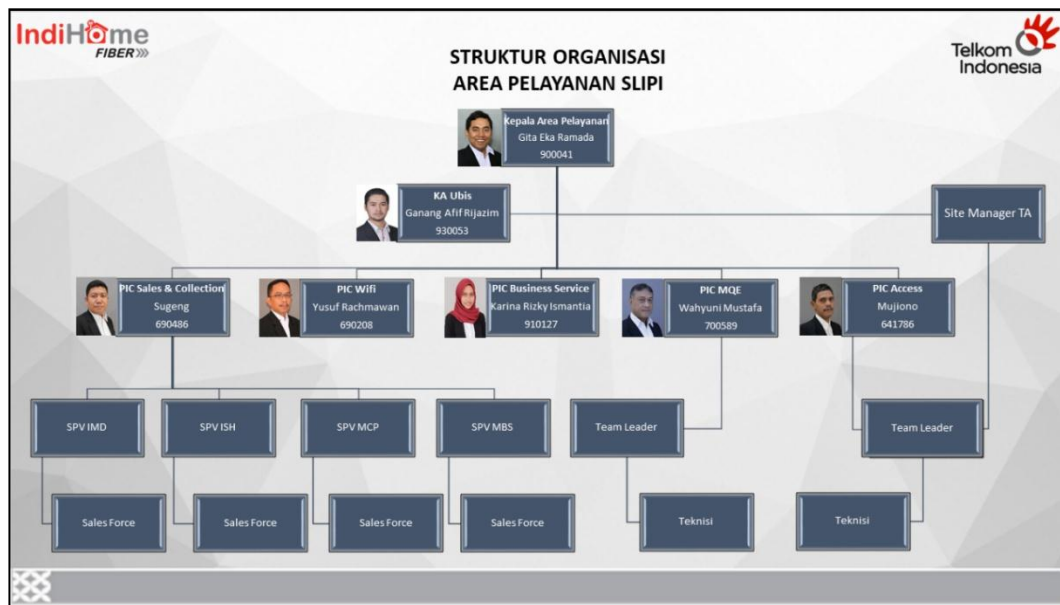 IndiHome
FIBER
Telkom
Indonesia
STRUKTUR ORGANISASI
AREA PELAYANAN SLIPI
Kepala Area Pelayanan
Gita Eka Ramada
900041
KA Ubis
Ganang Afif Rijazim
930053
Site Manager TA
PIC Sales & Collection
Sugeng
690486
PIC Wifi
Yusuf Rachmawan
690208
PIC Business Service
Karina Rizky Ismantia
910127
PIC MQE
Wahyuni Mustafa
700589
PIC Access
Mujiono
641786
SPV IMD
SPV ISH
SPV MCP
SPV MBS
Team Leader
Team Leader
Sales Force
Sales Force
Sales Force
Sales Force
Teknisi
Teknisi